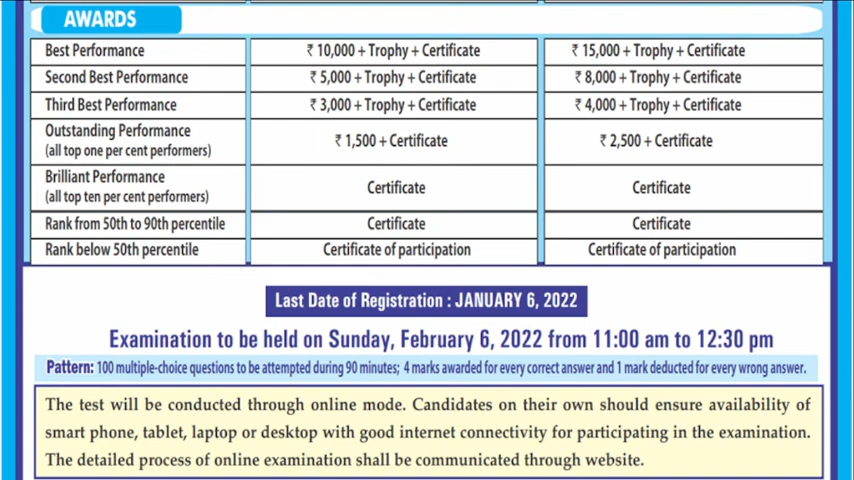 AWARDS
Best Performance ₹ 10,000 + Trophy + Certificate ₹ 15,000 + Trophy + Certificate
Second Best Performance ₹ 5,000 + Trophy + Certificate ₹ 8,000 + Trophy + Certificate
Third Best Performance ₹ 3,000 + Trophy + Certificate ₹ 4,000 + Trophy + Certificate
Outstanding Performance
(all top one per cent performers) ₹ 1,500 + Certificate ₹ 2,500 + Certificate
Brilliant Performance
(all top ten per cent performers) Certificate Certificate
Rank from 50th to 90th percentile Certificate Certificate
Rank below 50th percentile Certificate of participation Certificate of participation
Last Date of Registration : JANUARY 6, 2022
Examination to be held on Sunday, February 6, 2022 from 11:00 am to 12:30 pm
Pattern: 100 multiple-choice questions to be attempted during 90 minutes; 4 marks awarded for every correct answer and 1 mark deducted for every wrong answer.
The test will be conducted through online mode. Candidates on their own should ensure availability of
smart phone, tablet, laptop or desktop with good internet connectivity for participating in the examination.
The detailed process of online examination shall be communicated through website.